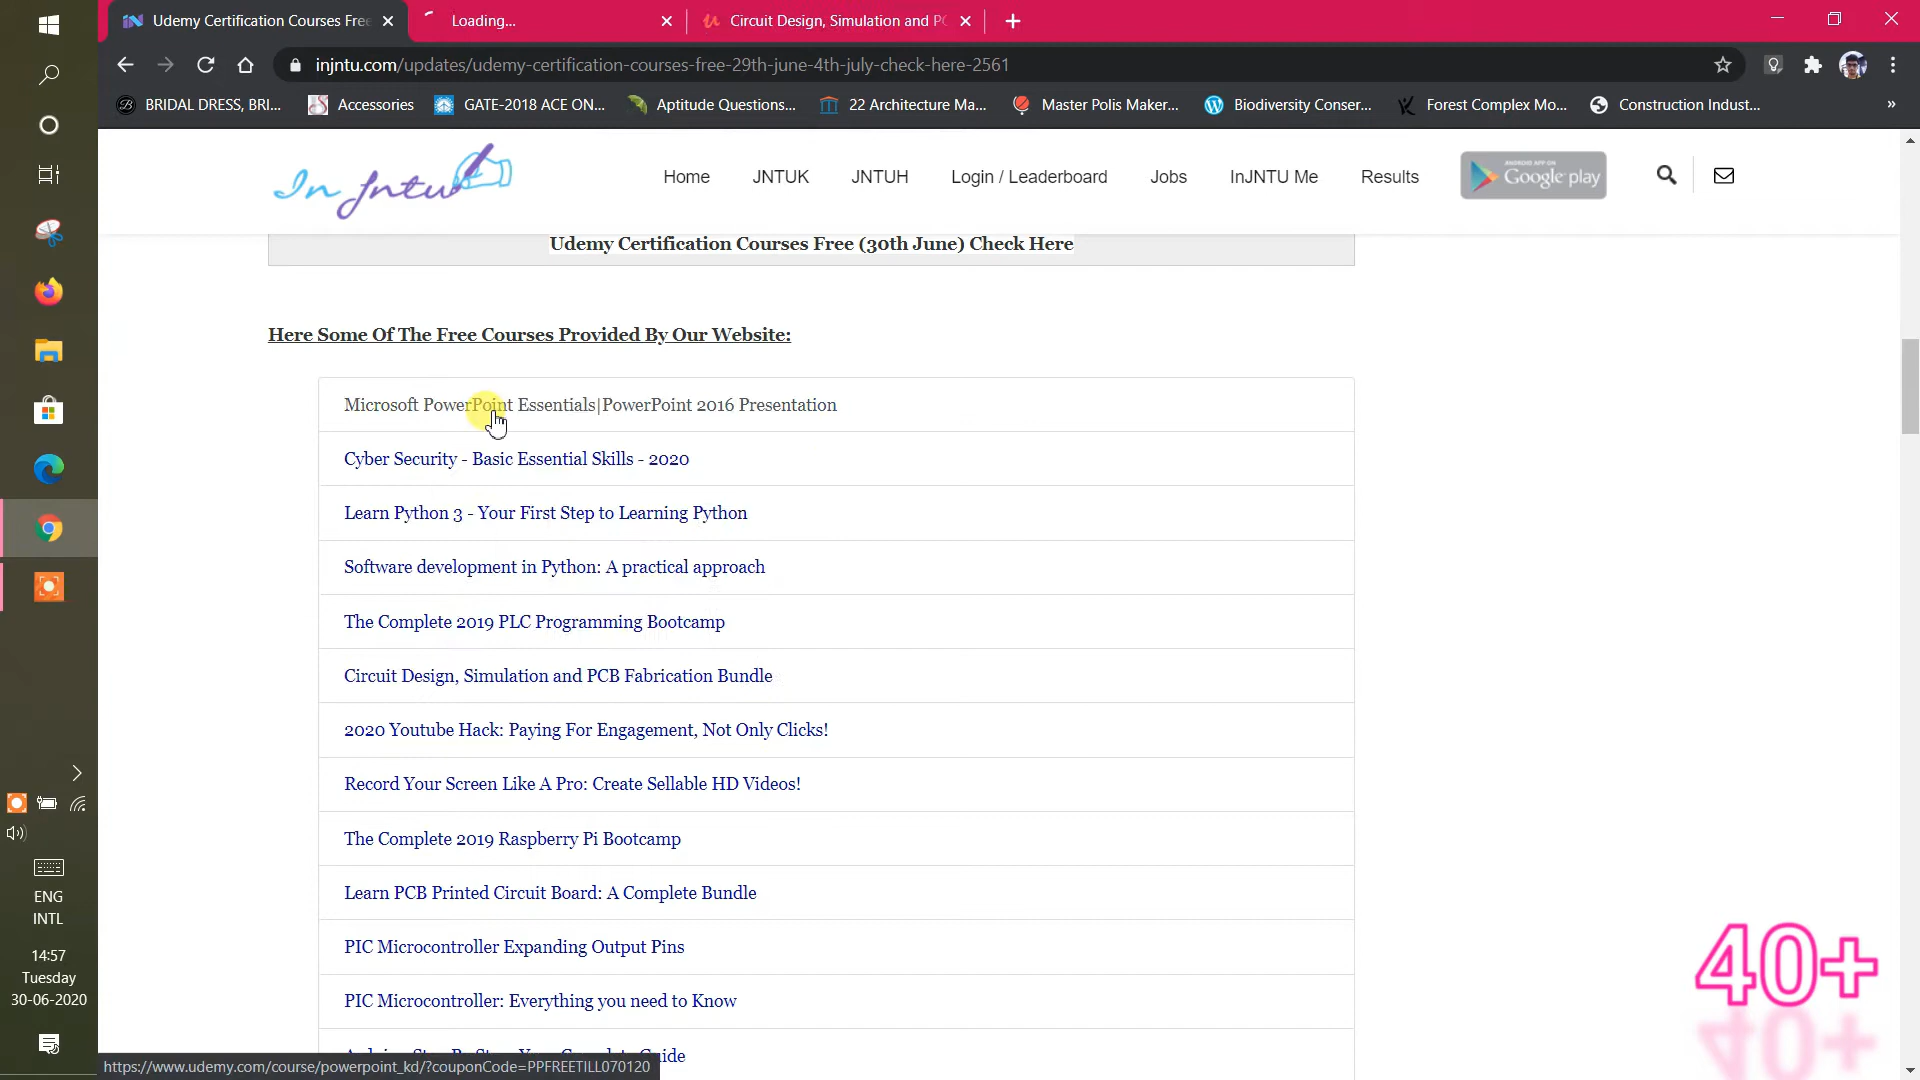 Udemy Certification Courses Free
Loading...
Circuit Design, Simulation and PC
injntu.com/updates/udemy-certification-courses-free-29th-june-4th-july-check-here-2561
BRIDAL DRESS, BRI...
Accessories
GATE-2018 ACE ON...
Aptitude Questions...
22 Architecture Ma...
Master Polis Maker...
Biodiversity Conser...
Forest Complex Mo...
Construction Indust...
»
In Jntu
Home
JNTUK
JNTUH
Login / Leaderboard
Jobs
InJNTU Me
Results
ANDROID APP ON
Google play
Udemy Certification Courses Free (30th June) Check Here
Here Some Of The Free Courses Provided By Our Website:
Microsoft PowerPoint Essentials|PowerPoint 2016 Presentation
Cyber Security - Basic Essential Skills - 2020
Learn Python 3 - Your First Step to Learning Python
Software development in Python: A practical approach
The Complete 2019 PLC Programming Bootcamp
Circuit Design, Simulation and PCB Fabrication Bundle
2020 Youtube Hack: Paying For Engagement, Not Only Clicks!
Record Your Screen Like A Pro: Create Sellable HD Videos!
The Complete 2019 Raspberry Pi Bootcamp
Learn PCB Printed Circuit Board: A Complete Bundle
PIC Microcontroller Expanding Output Pins
PIC Microcontroller: Everything you need to Know
https://www.udemy.com/course/powerpoint_kd/?couponCode=PPFREETILL070120
ENG
INTL
14:57
Tuesday
30-06-2020
40+